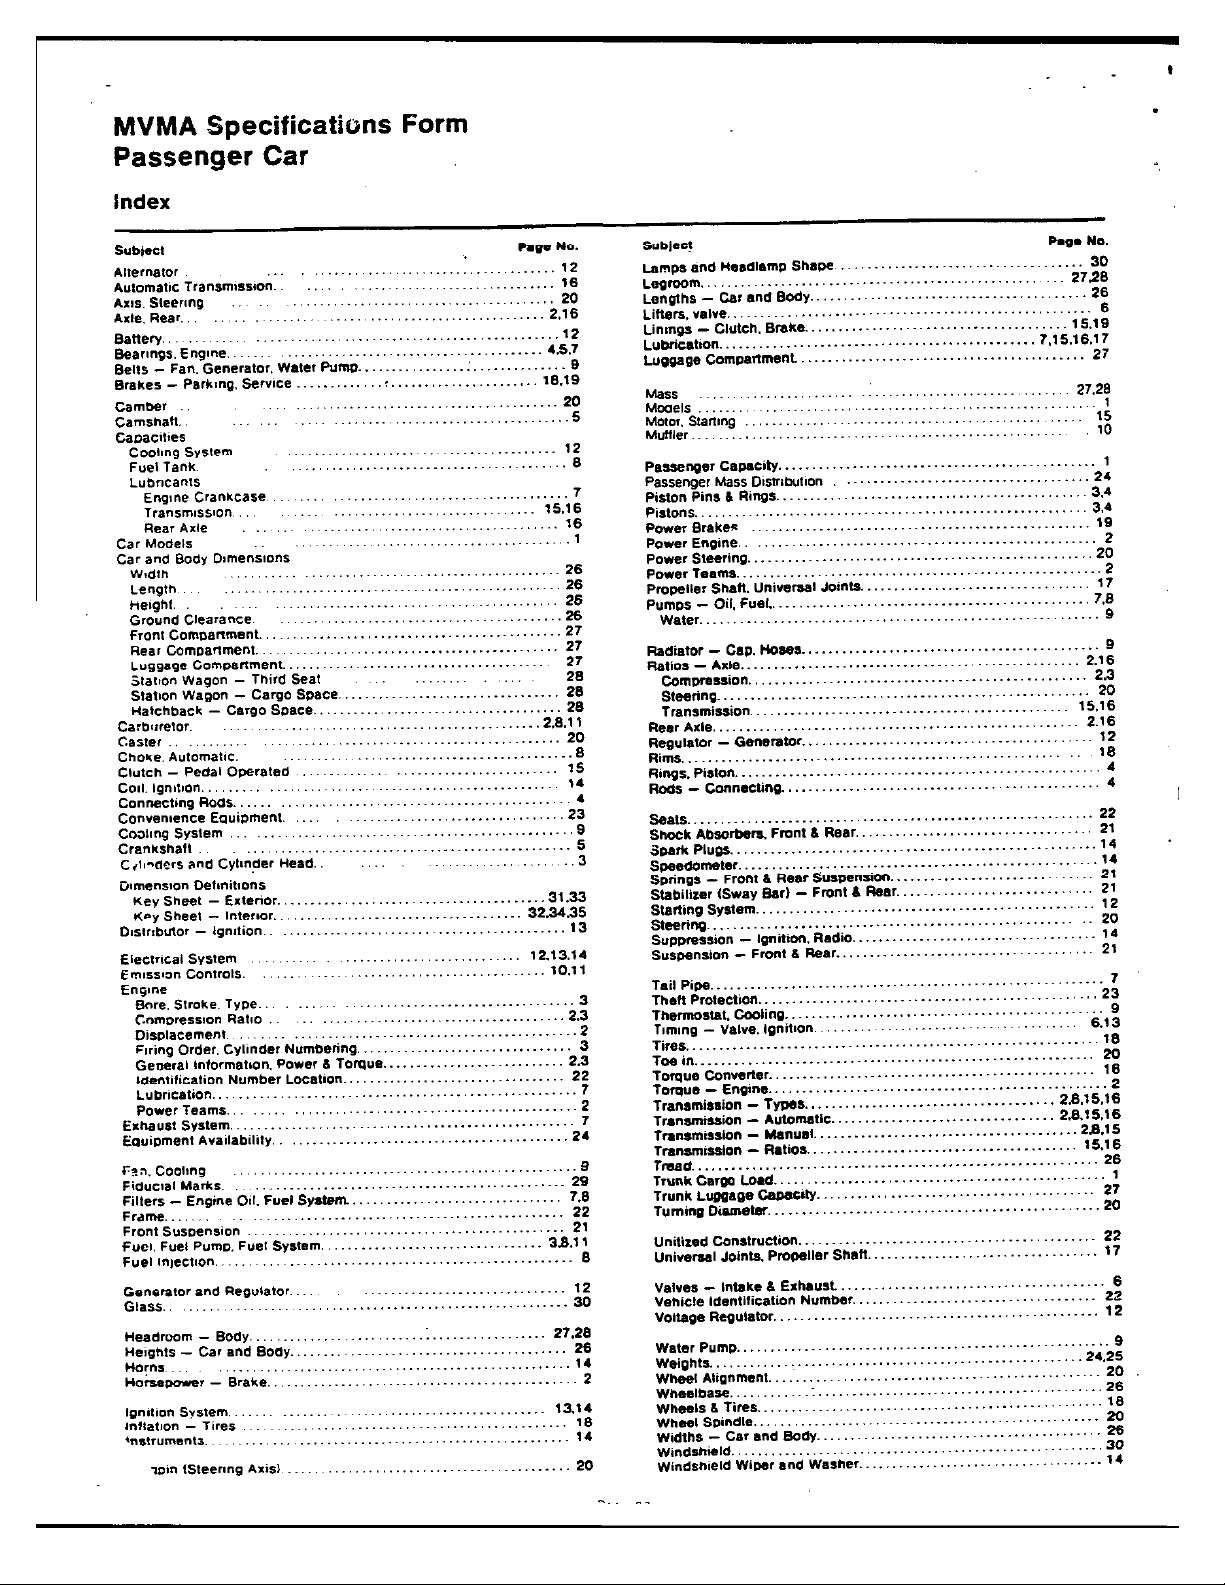 MVMA Specifications Form
Passenger Car
Index
Subject Page No.
Alternator 12
Automatic Transmission 16
Axis, Steering 20
Axle, Rear 2,16
Battery 12
Bearings, Engine 4,5,7
Belts — Fan, Generator, Water Pump 9
Brakes — Parking, Service 18,19
Camber 20
Camshaft 5
Capacities
Cooling System 12
Fuel Tank 8
Lubricants
Engine Crankcase 7
Transmission 15,16
Rear Axle 16
Car Models 1
Car and Body Dimensions
Width 26
Length 26
Height 26
Ground Clearance 26
Front Compartment 27
Rear Compartment 27
Luggage Compartment 27
Station Wagon — Third Seat 28
Station Wagon — Cargo Space 28
Hatchback — Cargo Space 28
Carburetor 2,8,11
Caster 20
Choke, Automatic 8
Clutch — Pedal Operated 15
Coil, Ignition 14
Connecting Rods 4
Convenience Equipment 23
Cooling System 9
Crankshaft 5
Cylinders and Cylinder Head 3
Dimension Definitions
Key Sheet — Exterior 31,33
Key Sheet — Interior 32,34,35
Distributor — Ignition 13
Electrical System 12,13,14
Emission Controls 10,11
Engine
Bore, Stroke, Type 3
Compression Ratio 2,3
Displacement 2
Firing Order, Cylinder Numbering 3
General Information, Power & Torque 2,3
Identification Number Location 22
Lubrication 7
Power Teams 2
Exhaust System 7
Equipment Availability 24
Fan, Cooling 9
Fiducial Marks 29
Filters — Engine Oil, Fuel System 7,8
Frame 22
Front Suspension 21
Fuel, Fuel Pump, Fuel System 3,8,11
Fuel Injection 8
Generator and Regulator 12
Glass 30
Headroom — Body 27,28
Heights — Car and Body 26
Horns 14
Horsepower — Brake 2
Ignition System 13,14
Inflation — Tires 18
Instruments 14
(Steering Axis) 20
Subject Page No.
Lamps and Headlamp Shape 30
Legroom 27,28
Lengths — Car and Body 26
Lifters, valve 6
Linings — Clutch, Brake 15,19
Lubrication 7,15,16,17
Luggage Compartment 27
Mass 27,28
Models 1
Motor, Starting 15
Muffler 10
Passenger Capacity 1
Passenger Mass Distribution 24
Piston Pins & Rings 3,4
Pistons 3,4
Power Brakes 19
Power Engine 2
Power Steering 20
Power Teams 2
Propeller Shaft, Universal Joints 17
Pumps — Oil, Fuel 7,8
Water 9
Radiator — Cap, Hoses 9
Ratios — Axle 2,16
Compression 2,3
Steering 20
Transmission 15,16
Rear Axle 2,16
Regulator — Generator 12
Rims 18
Rings, Piston 4
Rods — Connecting 4
Seats 22
Shock Absorbers, Front & Rear 21
Spark Plugs 14
Speedometer 14
Springs — Front & Rear Suspension 21
Stabilizer (Sway Bar) — Front & Rear 21
Starting System 12
Steering 20
Suppression — Ignition, Radio 14
Suspension — Front & Rear 21
Tail Pipe 7
Theft Protection 23
Thermostat, Cooling 9
Timing — Valve, Ignition 6,13
Tires 18
Toe in 20
Torque Converter 16
Torque — Engine 2
Transmission — Types 2,8,15,16
Transmission — Automatic 2,8,15,16
Transmission — Manual 2,8,15
Transmission — Ratios 15,16
Tread 26
Trunk Cargo Load 1
Trunk Luggage Capacity 27
Turning Diameter 20
Unitized Construction 22
Universal Joints, Propeller Shaft 17
Valves — Intake & Exhaust 6
Vehicle Identification Number 22
Voltage Regulator 12
Water Pump 9
Weights 24,25
Wheel Alignment 20
Wheelbase 26
Wheels & Tires 18
Wheel Spindle 20
Widths — Car and Body 26
Windshield 30
Windshield Wiper and Washer 14